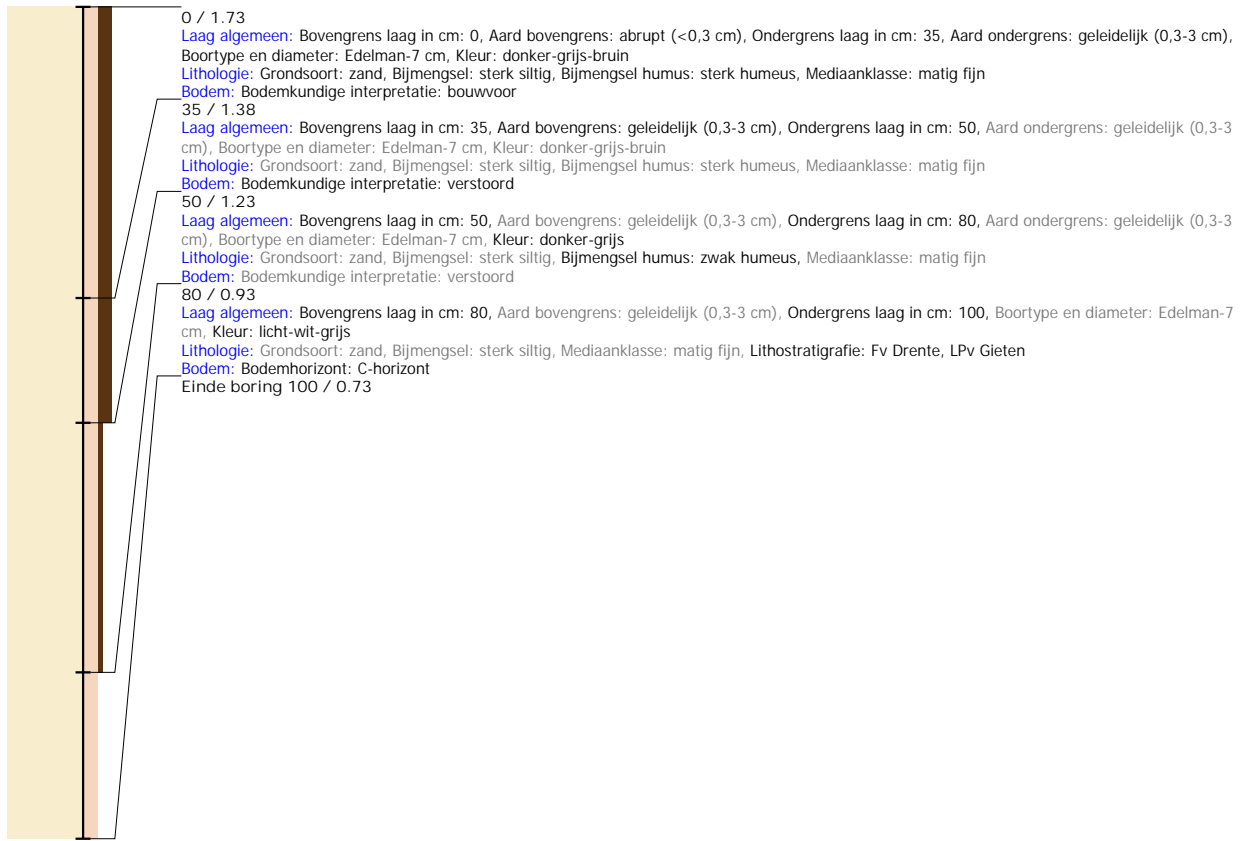 0 / 1.73
Laag algemeen: Bovengrens laag in cm: 0, Aard bovengrens: abrupt (<0,3 cm), Ondergrens laag in cm: 35, Aard ondergrens: geleidelijk (0,3-3 cm),
Boortype en diameter: Edelman-7 cm, Kleur: donker-grijs-bruin
Lithologie: Grondsoort: zand, Bijmengsel: sterk siltig, Bijmengsel humus: sterk humeus, Mediaanklasse: matig fijn
Bodem: Bodemkundige interpretatie: bouwvoor
35 / 1.38
Laag algemeen: Bovengrens laag in cm: 35, Aard bovengrens: geleidelijk (0,3-3 cm), Ondergrens laag in cm: 50, Aard ondergrens: geleidelijk (0,3-3
cm), Boortype en diameter: Edelman-7 cm, Kleur: donker-grijs-bruin
Lithologie: Grondsoort: zand, Bijmengsel: sterk siltig, Bijmengsel humus: sterk humeus, Mediaanklasse: matig fijn
Bodem: Bodemkundige interpretatie: verstoord
50 / 1.23
Laag algemeen: Bovengrens laag in cm: 50, Aard bovengrens: geleidelijk (0,3-3 cm), Ondergrens laag in cm: 80, Aard ondergrens: geleidelijk (0,3-3
cm), Boortype en diameter: Edelman-7 cm, Kleur: donker-grijs
Lithologie: Grondsoort: zand, Bijmengsel: sterk siltig, Bijmengsel humus: zwak humeus, Mediaanklasse: matig fijn
Bodem: Bodemkundige interpretatie: verstoord
80 / 0.93
Laag algemeen: Bovengrens laag in cm: 80, Aard bovengrens: geleidelijk (0,3-3 cm), Ondergrens laag in cm: 100, Boortype en diameter: Edelman-7
cm, Kleur: licht-wit-grijs
Lithologie: Grondsoort: zand, Bijmengsel: sterk siltig, Mediaanklasse: matig fijn, Lithostratigrafie: Fv Drente, LPv Gieten
Bodem: Bodemhorizont: C-horizont
Einde boring 100 / 0.73